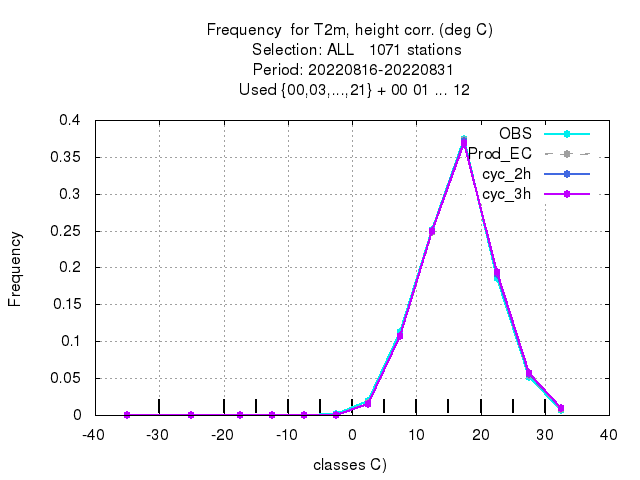 Frequency  for T2m, height corr. (deg C)
Selection: ALL   1071 stations
Period: 20220816-20220831
Used {00,03,...,21} + 00 01 ... 12
0.4
0.35
0.3
0.25
0.2
0.15
0.1
0.05
0
Frequency
OBS
Prod_EC
cyc_2h
cyc_3h
-40 -30 -20 -10 0 10 20 30 40
classes C)